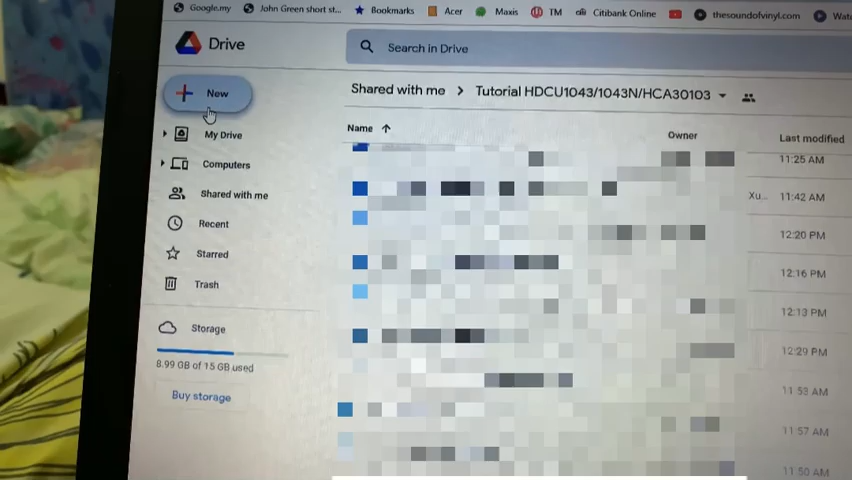 Google.my John Green short st... Bookmarks Acer Maxis TM Citibank Online thesoundofvinyl.com
Drive
Search in Drive
New
Shared with me > Tutorial HDCU1043/1043N/HCA30103
Name Owner Last modified
My Drive
Computers
Shared with me
Recent
Starred
Trash
Storage
8.99 GB of 15 GB used
Buy storage
11:25 AM
Xu... 11:42 AM
12:20 PM
12:16 PM
12:13 PM
12:29 PM
11:53 AM
11:57 AM
11:50 AM